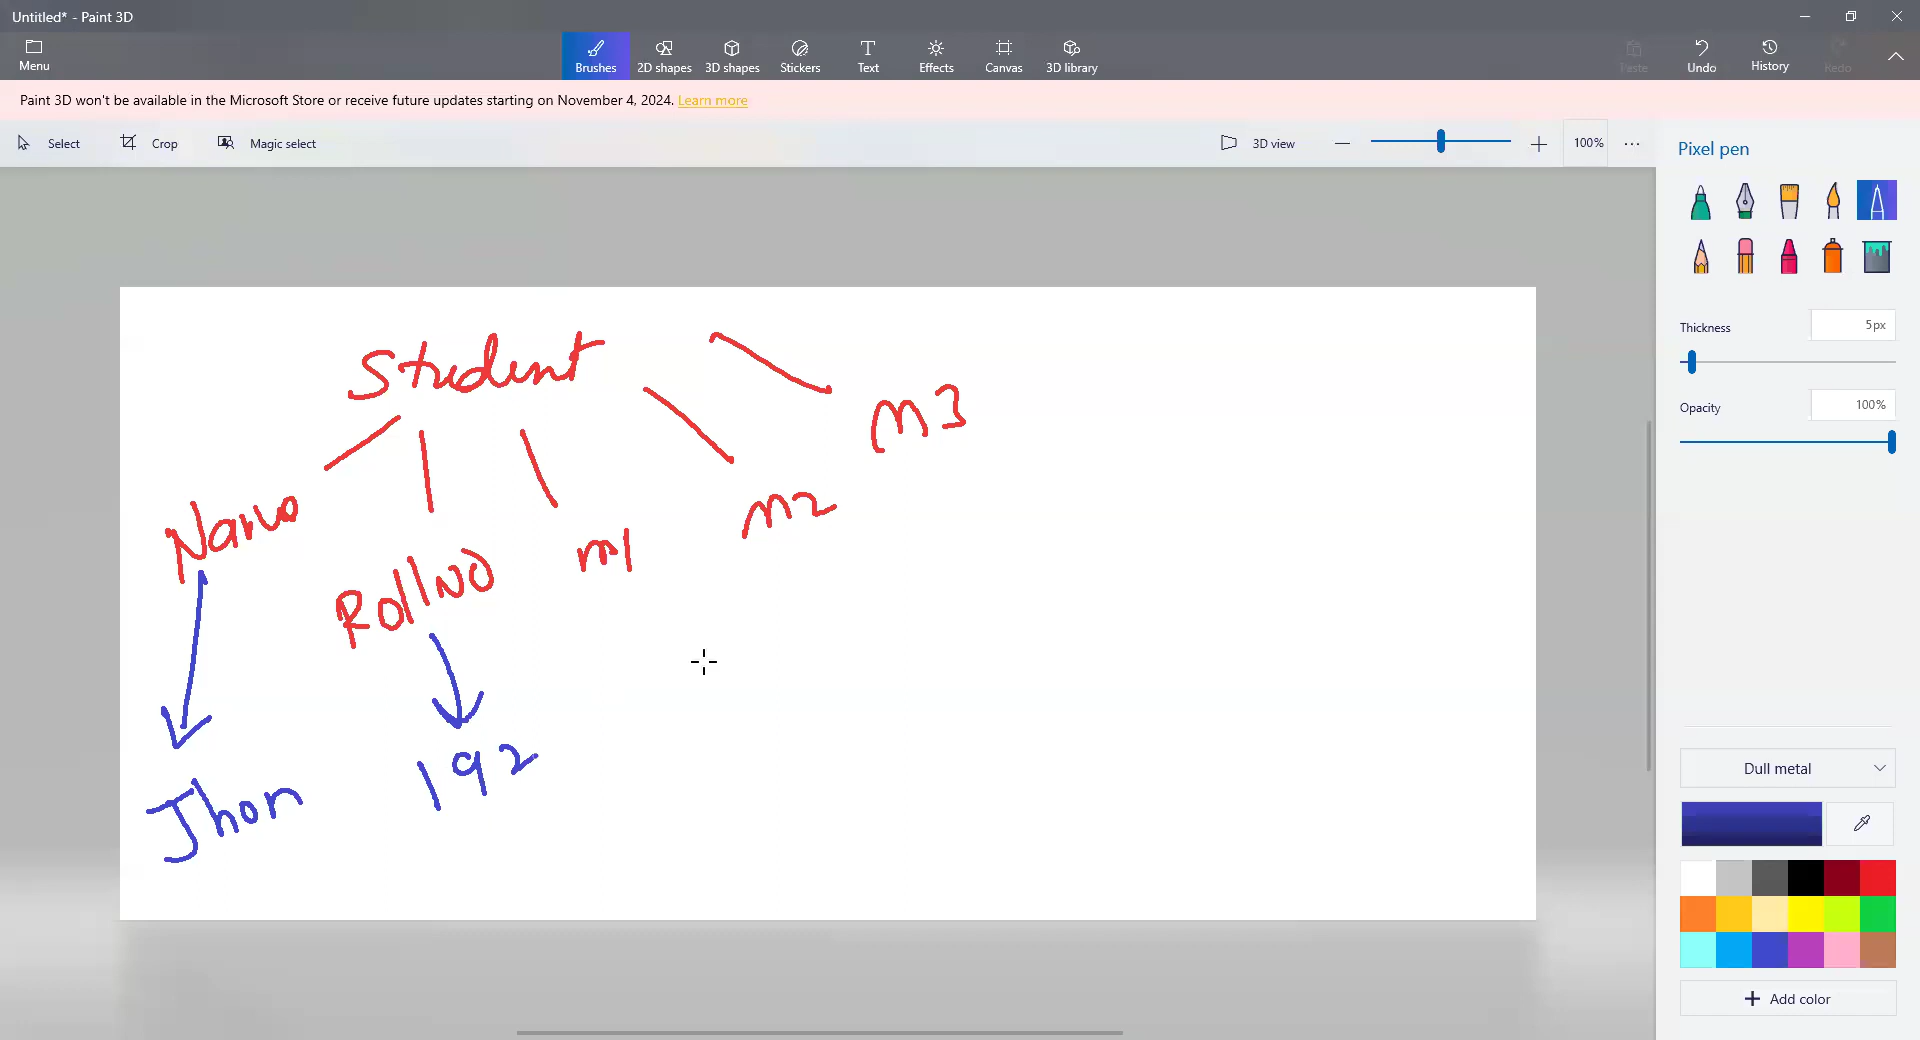 Untitled* - Paint 3D
Menu
Brushes
2D shapes
3D shapes
Stickers
Text
Effects
Canvas
3D library
Paste
Undo
History
Redo
Paint 3D won't be available in the Microsoft Store or receive future updates starting on November 4, 2024. Learn more
Select
Crop
Magic select
3D view
100%
Pixel pen
Thickness
5px
Opacity
100%
Dull metal
Add color
Student
Name
RollNO
m1
m2
m3
Jhon
192